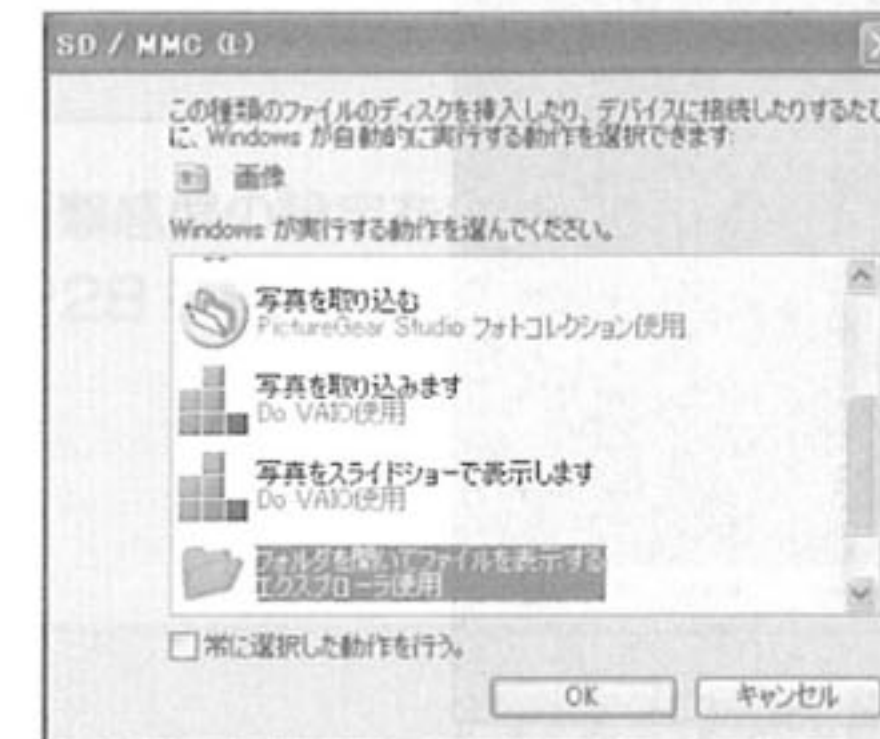 SD / MMC (I:)
この種類のファイルのディスクを挿入したり、デバイスに接続したりするたび
に、Windows が自動的に実行する動作を選択できます:
画像
Windows が実行する動作を選んでください。
写真を取り込む
PictureGear Studio フォトコレクション使用
写真を取り込みます
Do VAIO使用
写真をスライドショーで表示します
Do VAIO使用
フォルダを開いてファイルを表示する
エクスプローラ使用
常に選択した動作を行う。
OK
キャンセル